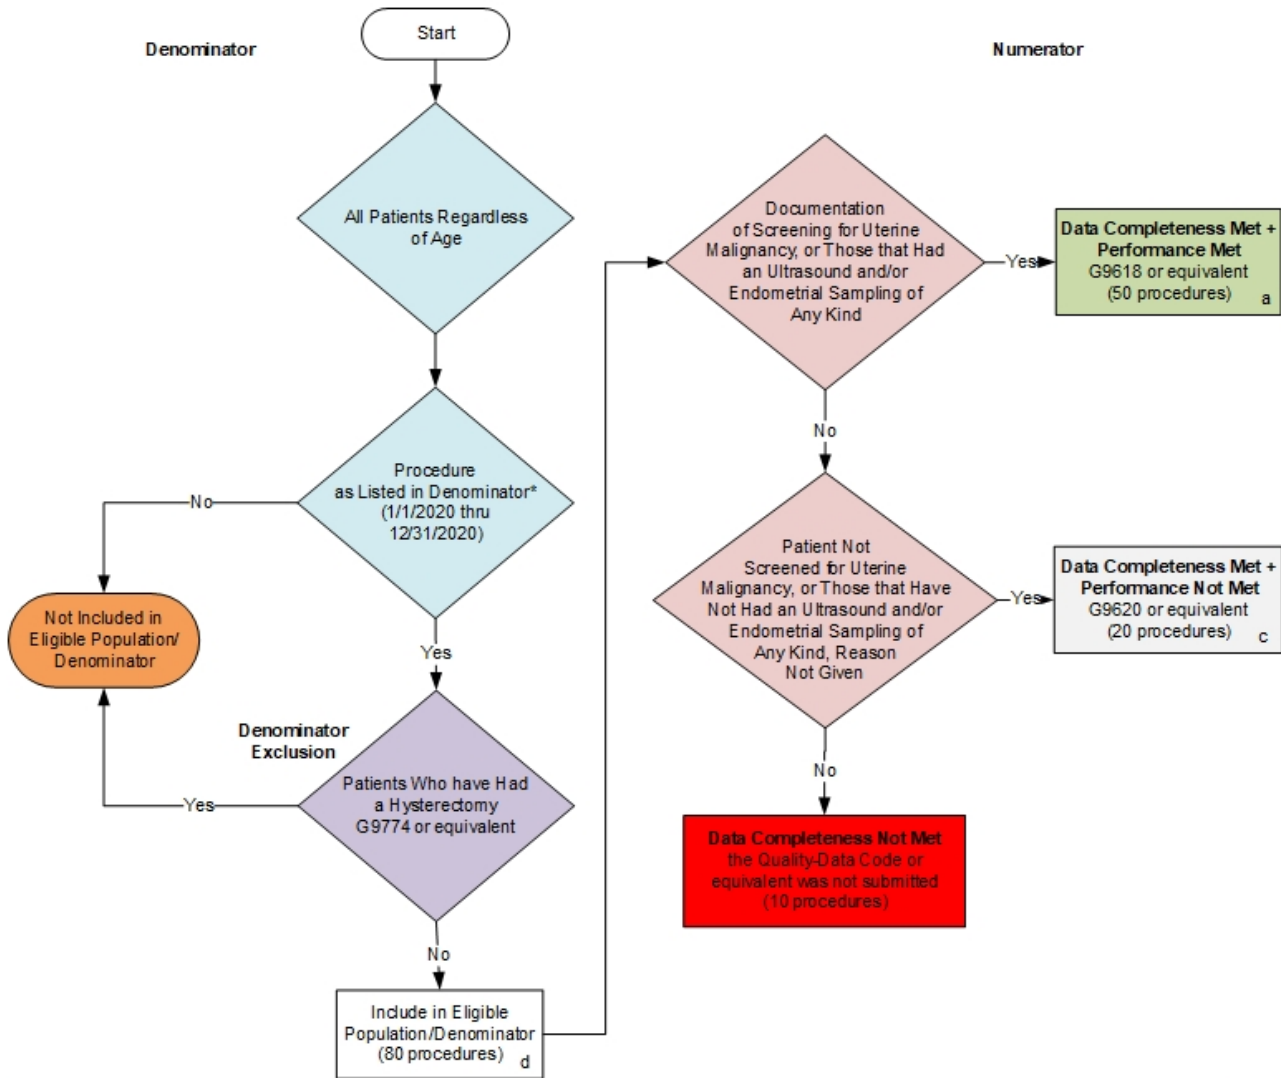 Start
Denominator
Numerator
All Patients Regardless
of Age
Procedure
as Listed in Denominator*
(1/1/2020 thru
12/31/2020)
No
Not Included in
Eligible Population/
Denominator
Yes
Denominator
Exclusion
Patients Who have Had
a Hysterectomy
G9774 or equivalent
Yes
No
Include in Eligible
Population/Denominator
(80 procedures)
d
Documentation
of Screening for Uterine
Malignancy, or Those that Had
an Ultrasound and/or
Endometrial Sampling of
Any Kind
Yes
Data Completeness Met +
Performance Met
G9618 or equivalent
(50 procedures)
a
No
Patient Not
Screened for Uterine
Malignancy, or Those that Have
Not Had an Ultrasound and/or
Endometrial Sampling of
Any Kind, Reason
Not Given
Yes
Data Completeness Met +
Performance Not Met
G9620 or equivalent
(20 procedures)
c
No
Data Completeness Not Met
the Quality-Data Code or
equivalent was not submitted
(10 procedures)